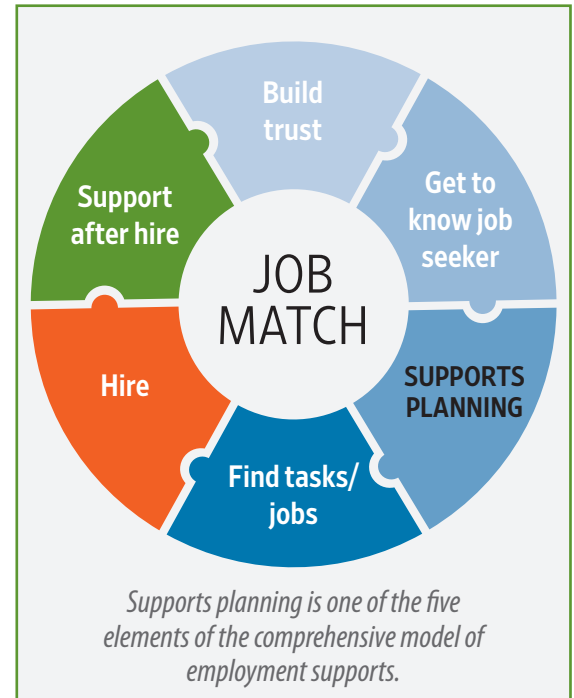 Build
trust
Get to
know job
seeker
SUPPORTS
PLANNING
Find tasks/
jobs
Hire
Support
after hire
JOB
MATCH
Supports planning is one of the five
elements of the comprehensive model of
employment supports.